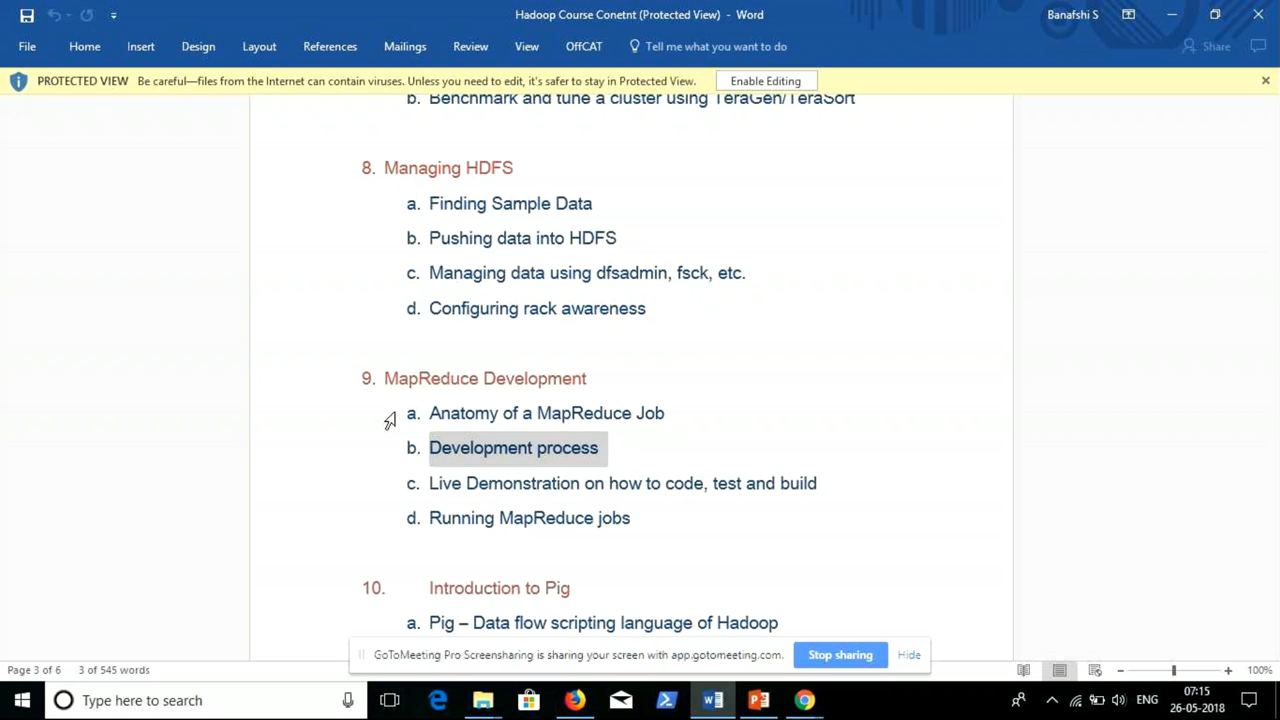 Hadoop Course Conetnt (Protected View) - Word
Banafshi S
File Home Insert Design Layout References Mailings Review View OffCAT Tell me what you want to do Share
PROTECTED VIEW Be careful—files from the Internet can contain viruses. Unless you need to edit, it's safer to stay in Protected View. Enable Editing
b. Benchmark and tune a cluster using TeraGen/TeraSort
8. Managing HDFS
a. Finding Sample Data
b. Pushing data into HDFS
c. Managing data using dfsadmin, fsck, etc.
d. Configuring rack awareness
9. MapReduce Development
a. Anatomy of a MapReduce Job
b. Development process
c. Live Demonstration on how to code, test and build
d. Running MapReduce jobs
10. Introduction to Pig
a. Pig – Data flow scripting language of Hadoop
GoToMeeting Pro Screensharing is sharing your screen with app.gotomeeting.com. Stop sharing Hide
Page 3 of 6 3 of 545 words 100%
Type here to search
ENG
07:15
26-05-2018